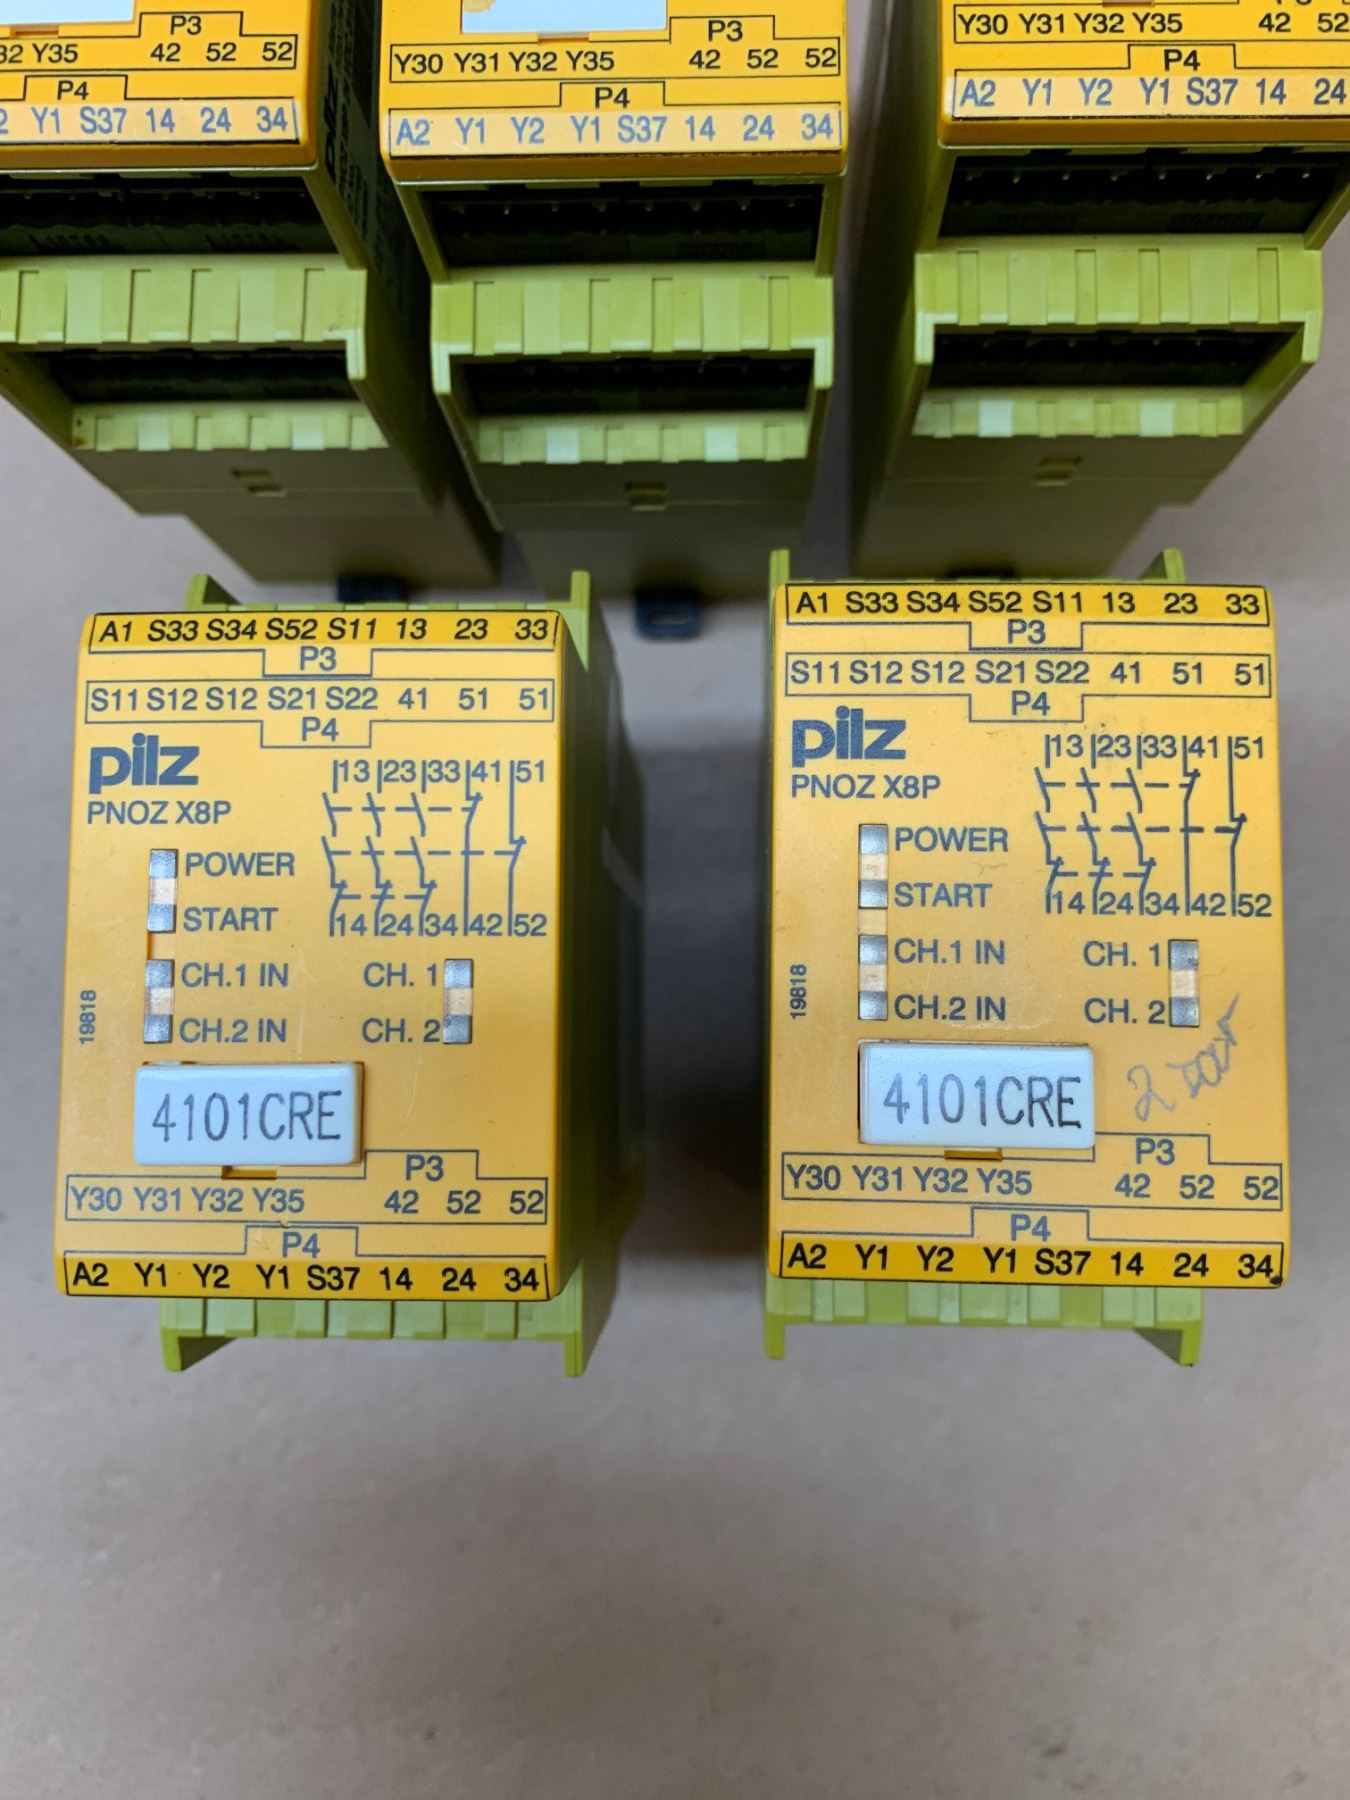 P3
32 Y35 42 52 52
P4
2 Y1 S37 14 24 34
P3
Y30 Y31 Y32 Y35 42 52 52
P4
A2 Y1 Y2 Y1 S37 14 24 34
Y30 Y31 Y32 Y35 42 52
P4
A2 Y1 Y2 Y1 S37 14 24
pilz
A1 S33 S34 S52 S11 13 23 33
P3
S11 S12 S12 S21 S22 41 51 51
P4
pilz
PNOZ X8P
13 23 33 41 51
POWER
START
14 24 34 42 52
CH.1 IN CH. 1
CH.2 IN CH. 2
19818
4101CRE
P3
Y30 Y31 Y32 Y35 42 52 52
P4
A2 Y1 Y2 Y1 S37 14 24 34
A1 S33 S34 S52 S11 13 23 33
P3
S11 S12 S12 S21 S22 41 51 51
P4
pilz
PNOZ X8P
13 23 33 41 51
POWER
START
14 24 34 42 52
CH.1 IN CH. 1
CH.2 IN CH. 2
19818
4101CRE
2
P3
Y30 Y31 Y32 Y35 42 52 52
P4
A2 Y1 Y2 Y1 S37 14 24 34